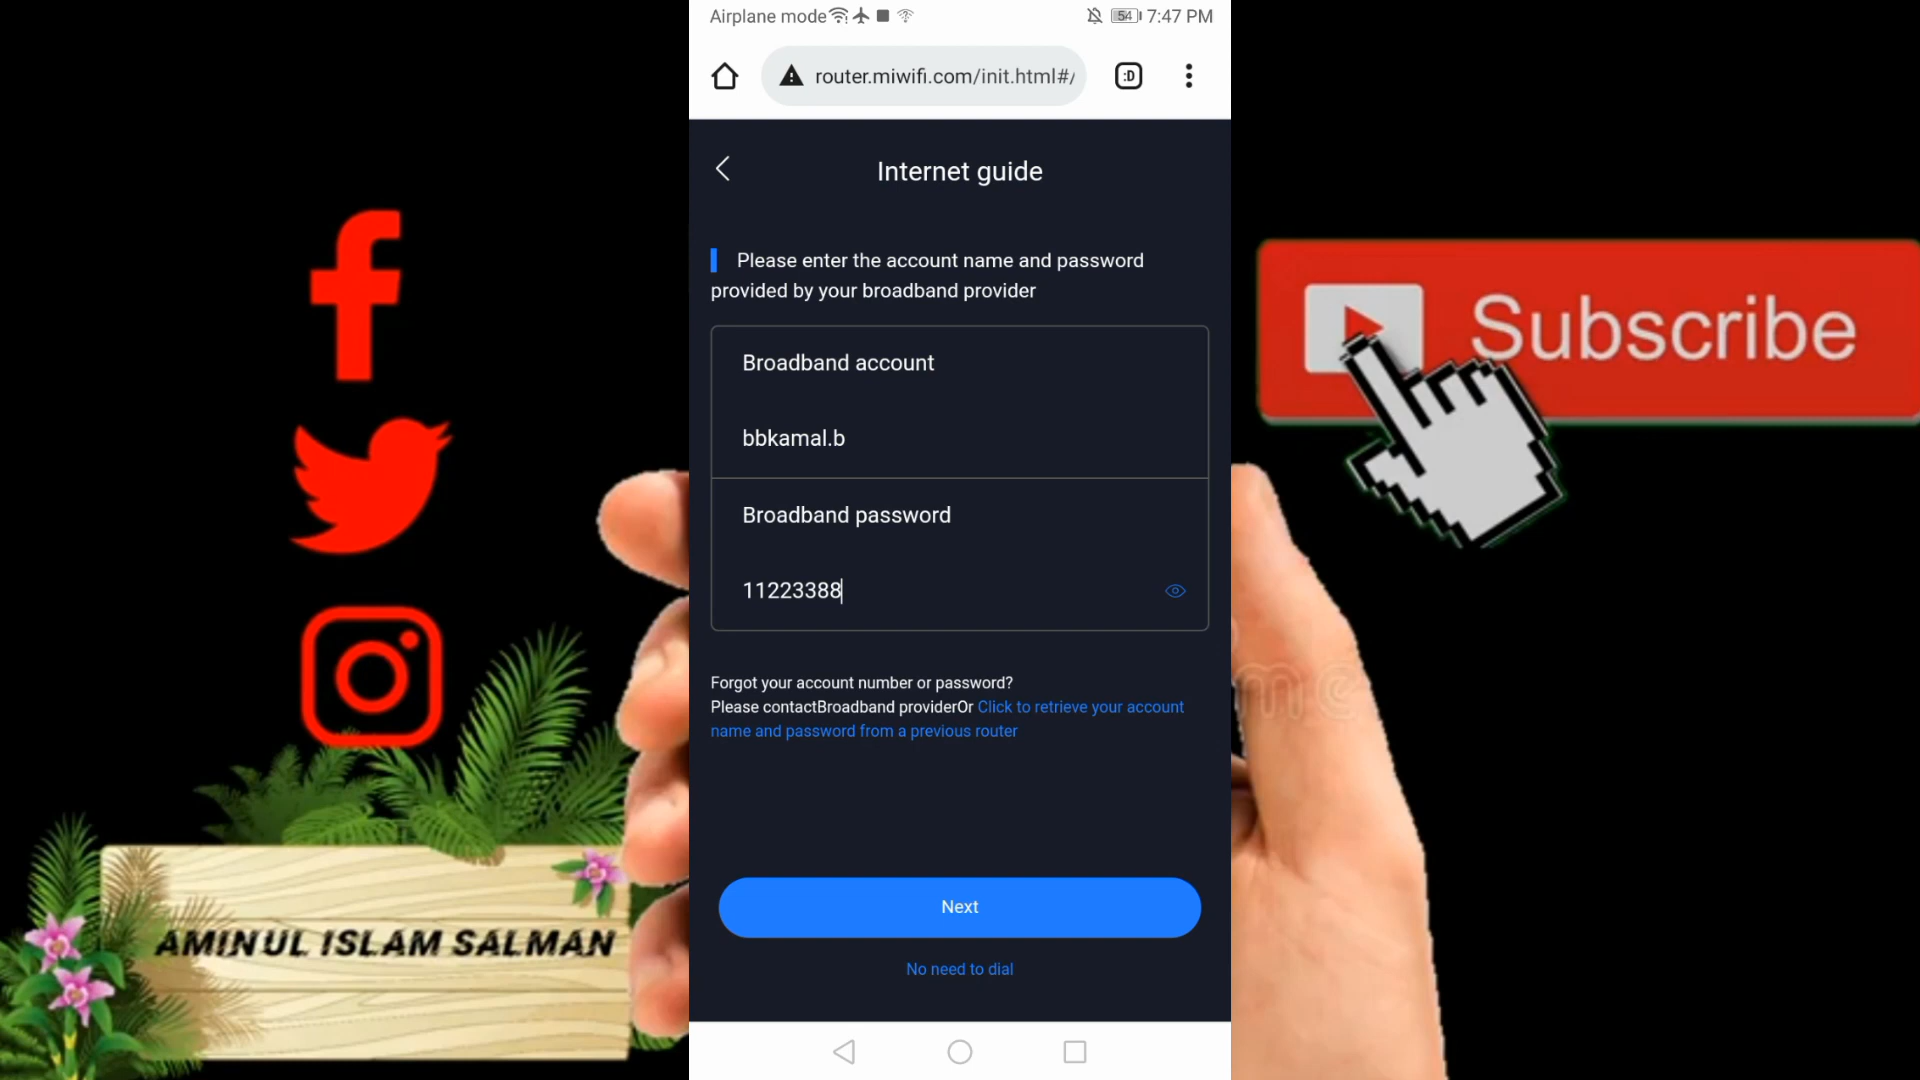 Airplane mode
54
7:47 PM
router.miwifi.com/init.html#/
:D
Internet guide
Please enter the account name and password
provided by your broadband provider
Broadband account
bbkamal.b
Broadband password
11223388
Forgot your account number or password?
Please contactBroadband providerOr Click to retrieve your account
name and password from a previous router
Next
No need to dial
Subscribe
AMINUL ISLAM SALMAN